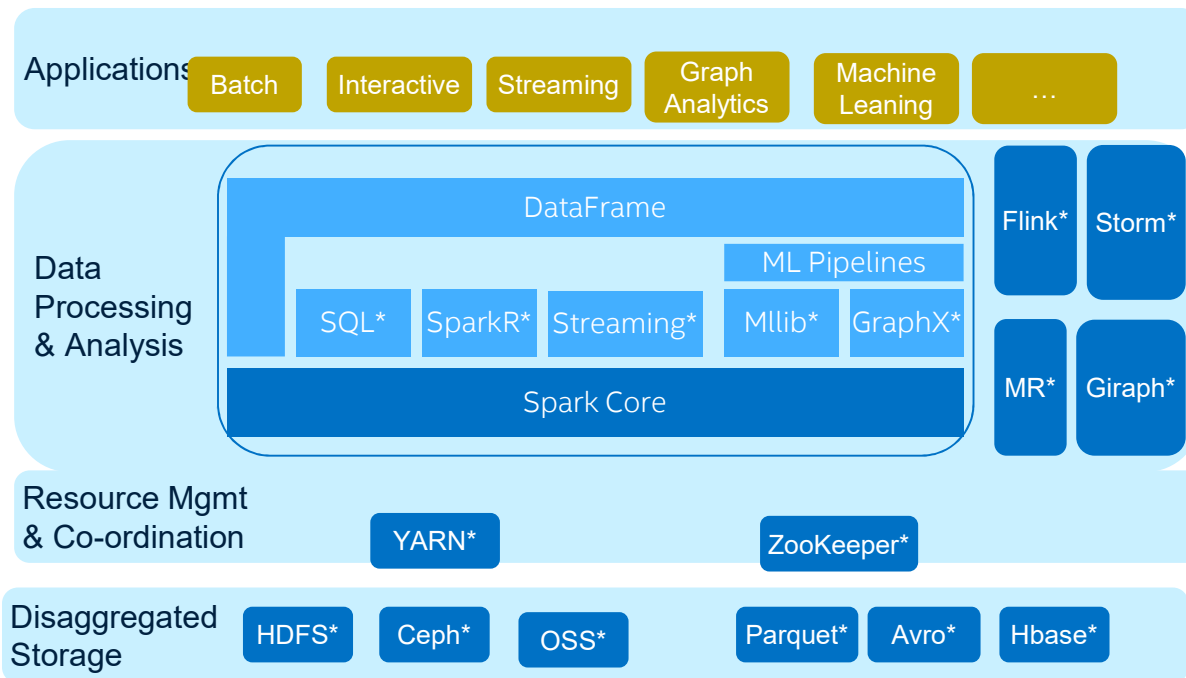 Applications
Batch
Interactive
Streaming
Graph
Analytics
Machine
Leaning
...
Data
Processing
& Analysis
DataFrame
ML Pipelines
SQL*
SparkR*
Streaming*
Mllib*
GraphX*
Spark Core
Flink*
Storm*
MR*
Giraph*
Resource Mgmt
& Co-ordination
YARN*
ZooKeeper*
Disaggregated
Storage
HDFS*
Ceph*
OSS*
Parquet*
Avro*
Hbase*